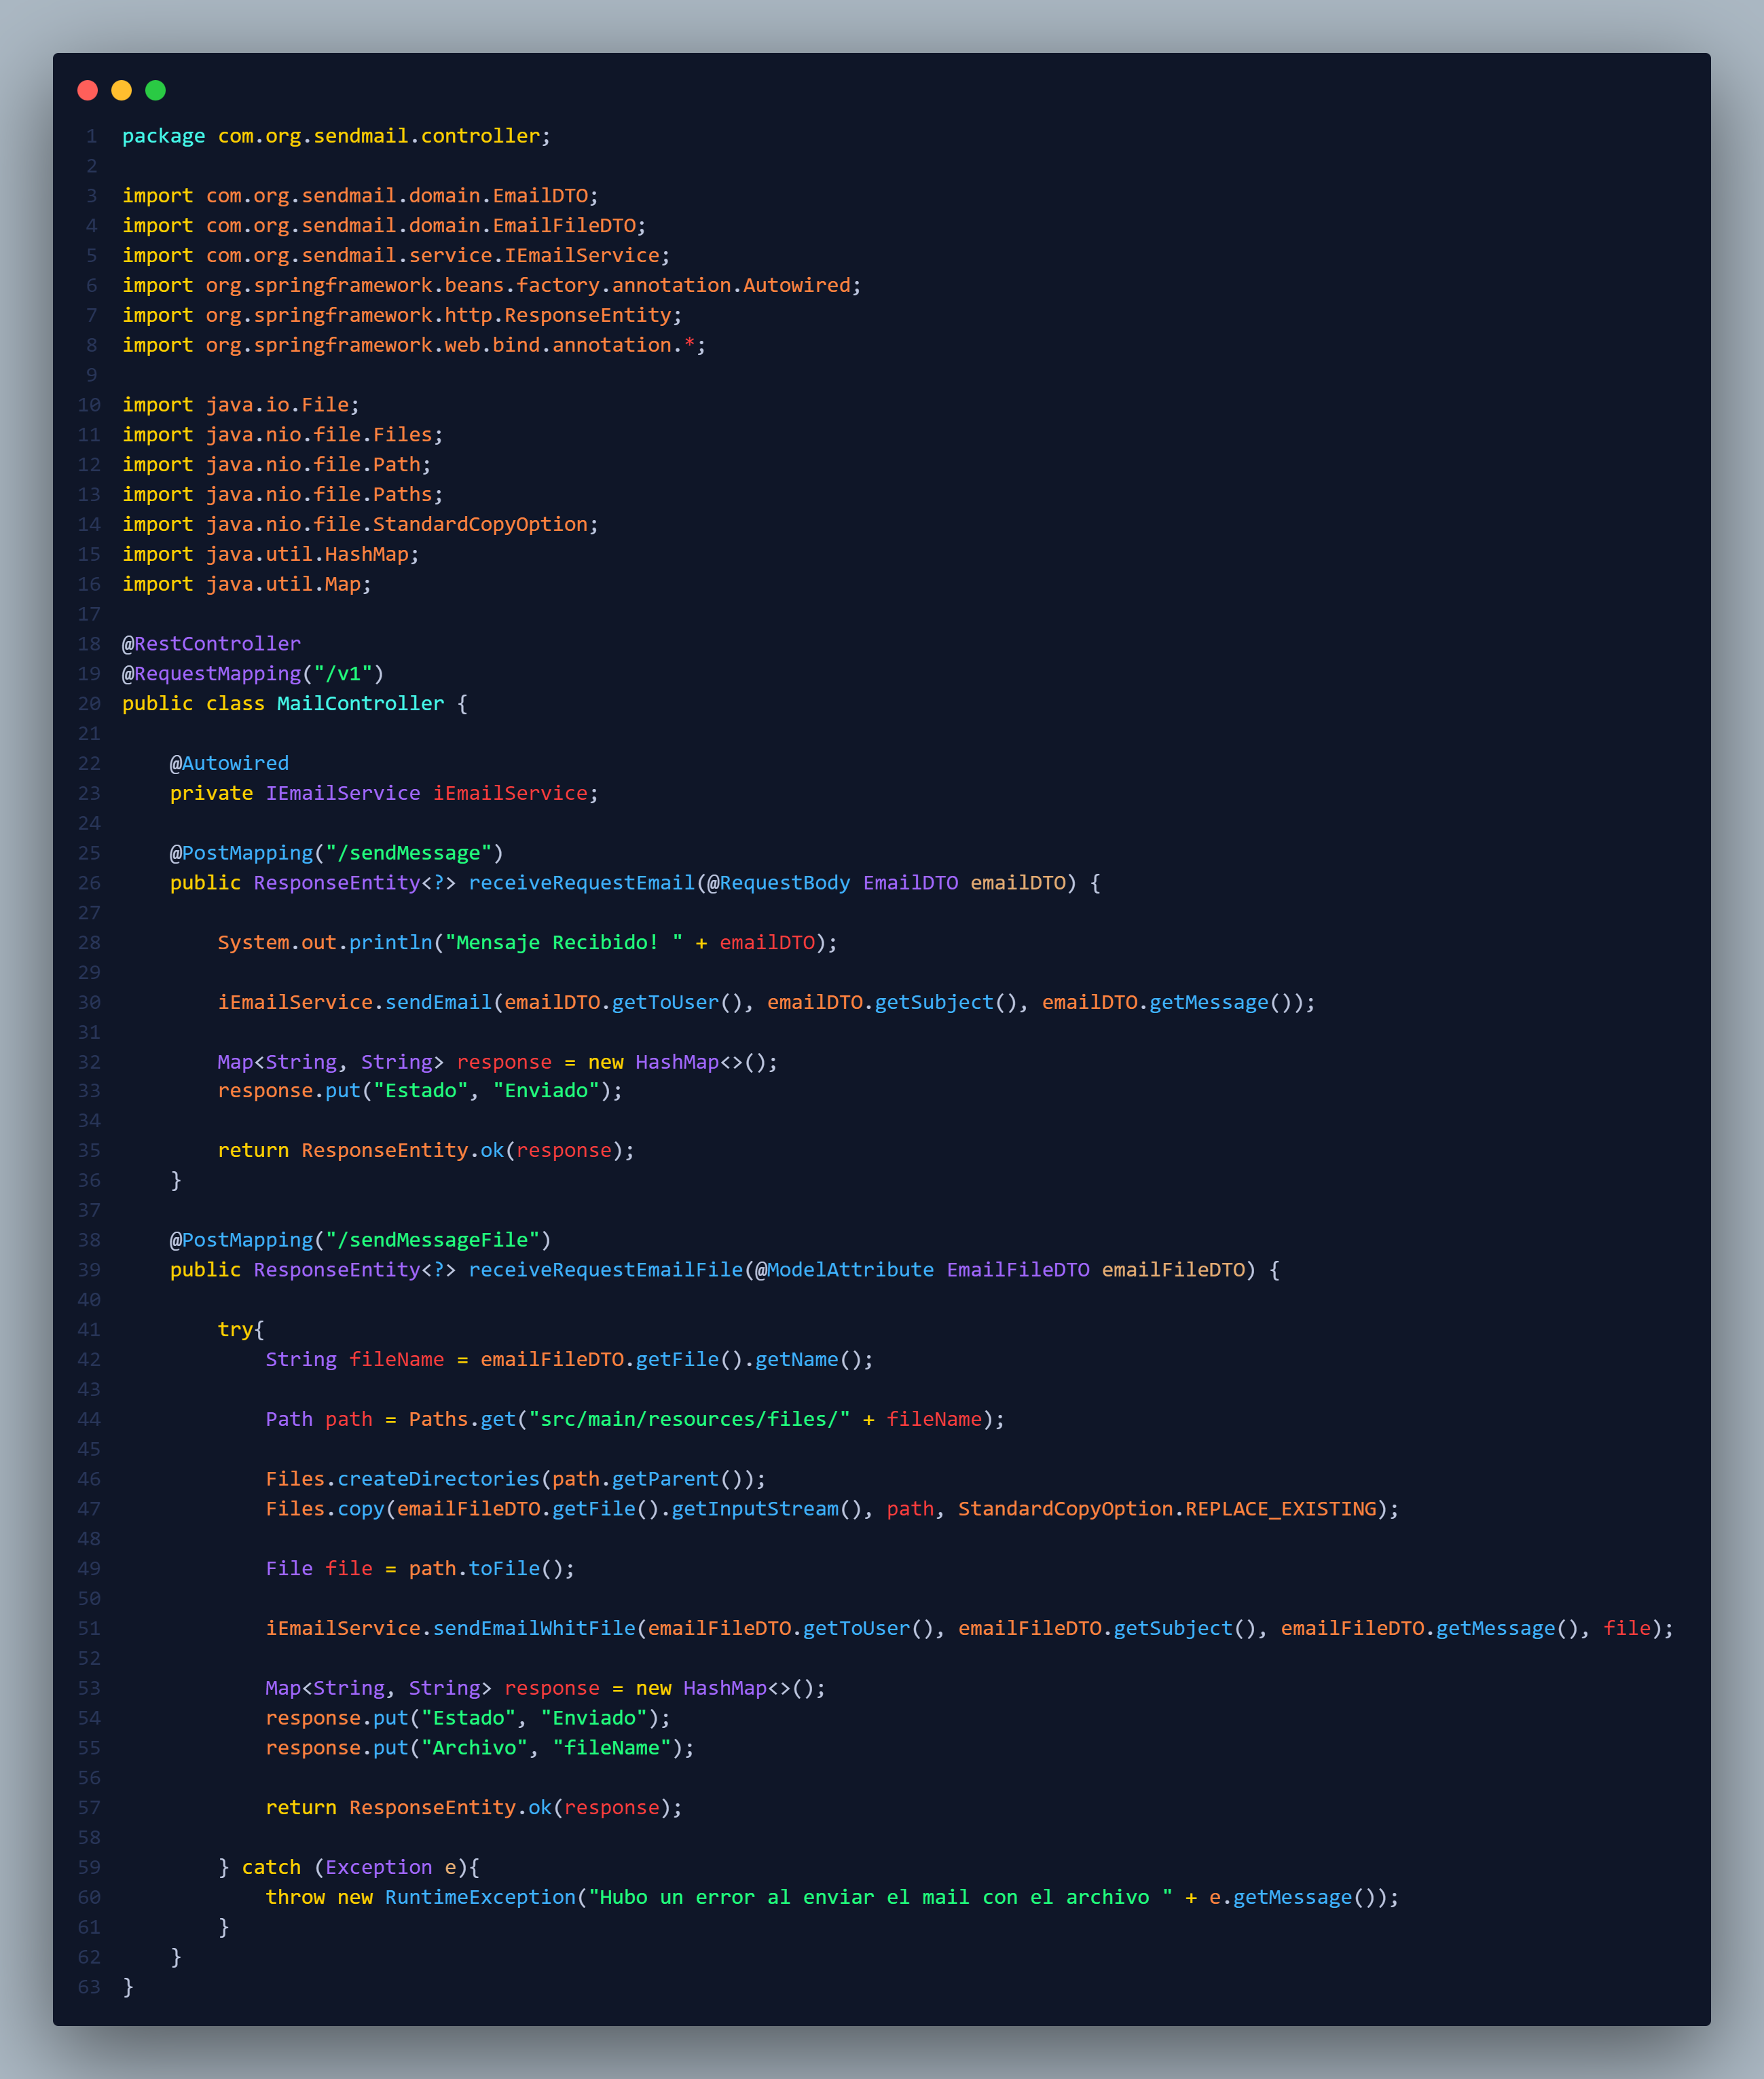 1 package com.org.sendmail.controller;
2
3 import com.org.sendmail.domain.EmailDTO;
4 import com.org.sendmail.domain.EmailFileDTO;
5 import com.org.sendmail.service.IEmailService;
6 import org.springframework.beans.factory.annotation.Autowired;
7 import org.springframework.http.ResponseEntity;
8 import org.springframework.web.bind.annotation.*;
9
10 import java.io.File;
11 import java.nio.file.Files;
12 import java.nio.file.Path;
13 import java.nio.file.Paths;
14 import java.nio.file.StandardCopyOption;
15 import java.util.HashMap;
16 import java.util.Map;
17
18 @RestController
19 @RequestMapping("/v1")
20 public class MailController {
21
22     @Autowired
23     private IEmailService iEmailService;
24
25     @PostMapping("/sendMessage")
26     public ResponseEntity<?> receiveRequestEmail(@RequestBody EmailDTO emailDTO) {
27
28         System.out.println("Mensaje Recibido! " + emailDTO);
29
30         iEmailService.sendEmail(emailDTO.getToUser(), emailDTO.getSubject(), emailDTO.getMessage());
31
32         Map<String, String> response = new HashMap<>();
33         response.put("Estado", "Enviado");
34
35         return ResponseEntity.ok(response);
36     }
37
38     @PostMapping("/sendMessageFile")
39     public ResponseEntity<?> receiveRequestEmailFile(@ModelAttribute EmailFileDTO emailFileDTO) {
40
41         try{
42             String fileName = emailFileDTO.getFile().getName();
43
44             Path path = Paths.get("src/main/resources/files/" + fileName);
45
46             Files.createDirectories(path.getParent());
47             Files.copy(emailFileDTO.getFile().getInputStream(), path, StandardCopyOption.REPLACE_EXISTING);
48
49             File file = path.toFile();
50
51             iEmailService.sendEmailWhitFile(emailFileDTO.getToUser(), emailFileDTO.getSubject(), emailFileDTO.getMessage(), file);
52
53             Map<String, String> response = new HashMap<>();
54             response.put("Estado", "Enviado");
55             response.put("Archivo", "fileName");
56
57             return ResponseEntity.ok(response);
58
59         } catch (Exception e){
60             throw new RuntimeException("Hubo un error al enviar el mail con el archivo " + e.getMessage());
61         }
62     }
63 }